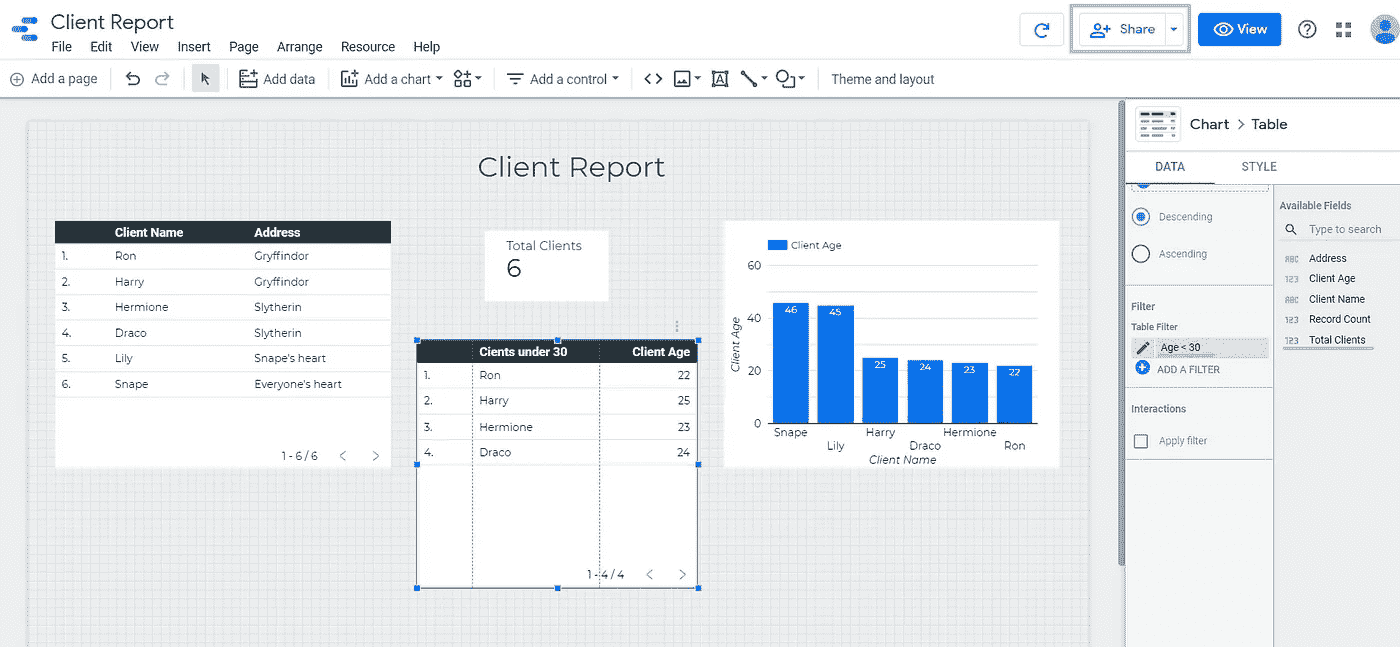 Client Report
File Edit View Insert Page Arrange Resource Help
Share
View
Add a page
Add data
Add a chart
Add a control
Theme and layout
Client Report
Client Name Address
1. Ron Gryffindor
2. Harry Gryffindor
3. Hermione Slytherin
4. Draco Slytherin
5. Lily Snape's heart
6. Snape Everyone's heart
1 - 6 / 6
Total Clients
6
Cients under 30 Client Age
1. Ron 22
2. Harry 25
3. Hermione 23
4. Draco 24
1 - 4 / 4
Client Age
60
40
20
0
Client Age
46 45 25 24 23 22
Snape Lily Harry Draco Hermione Ron
Client Name
Chart > Table
DATA STYLE
Descending
Ascending
Filter
Table Filter
Age < 30
ADD A FILTER
Interactions
Apply filter
Available Fields
Type to search
ABC Address
123 Client Age
ABC Client Name
123 Record Count
123 Total Clients